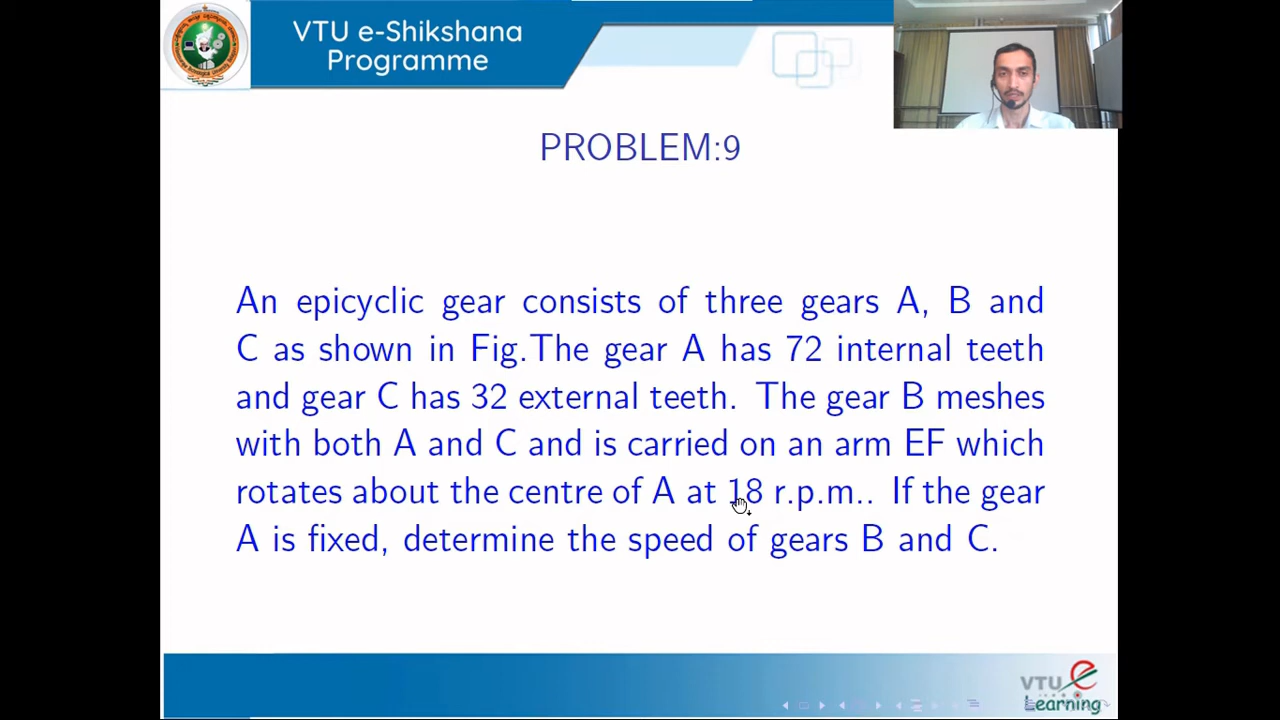 VTU e-Shikshana
Programme
PROBLEM:9
An epicyclic gear consists of three gears A, B and
C as shown in Fig.The gear A has 72 internal teeth
and gear C has 32 external teeth. The gear B meshes
with both A and C and is carried on an arm EF which
rotates about the centre of A at 18 r.p.m.. If the gear
A is fixed, determine the speed of gears B and C.
VTU e
Learning